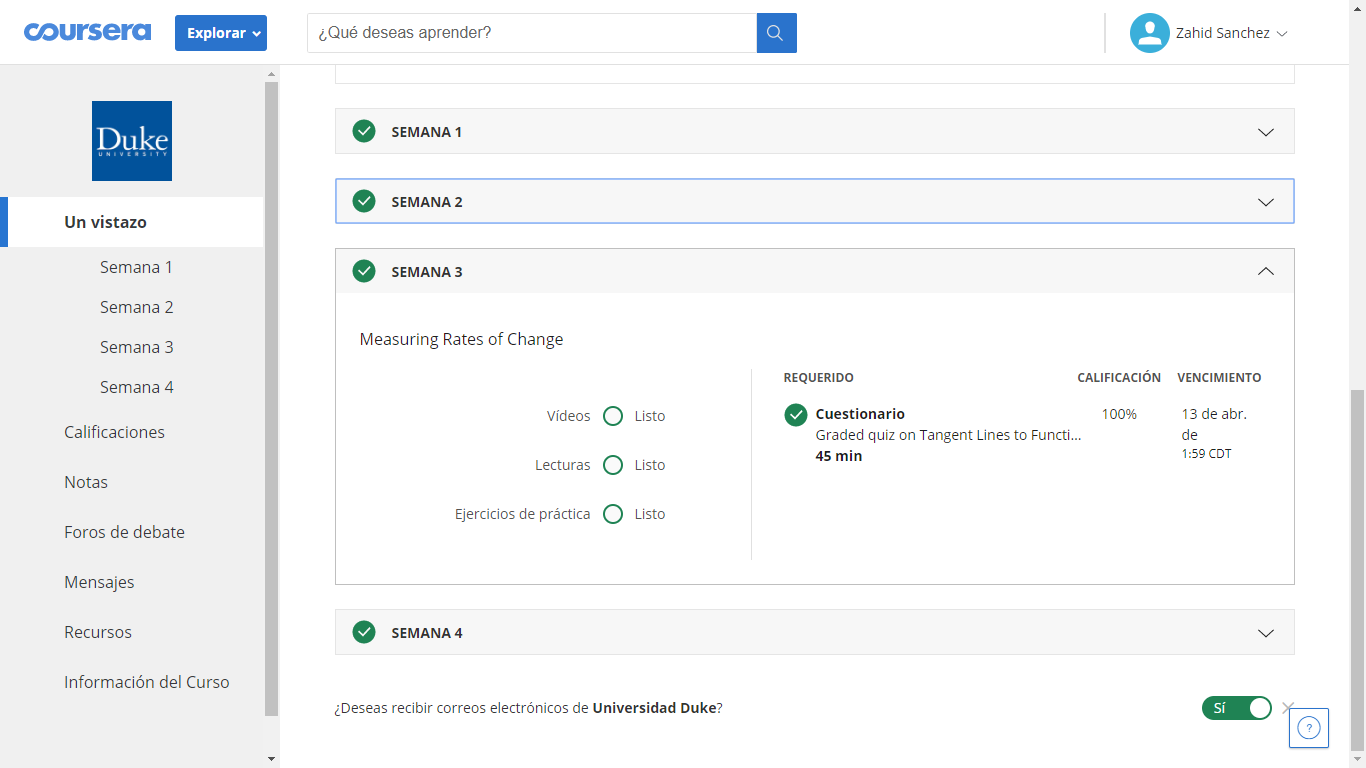 coursera
Explorar
¿Qué deseas aprender?
Zahid Sanchez
Duke
UNIVERSITY
Un vistazo
Semana 1
Semana 2
Semana 3
Semana 4
Calificaciones
Notas
Foros de debate
Mensajes
Recursos
Información del Curso
SEMANA 1
SEMANA 2
SEMANA 3
Measuring Rates of Change
Vídeos Listo
Lecturas Listo
Ejercicios de práctica Listo
REQUERIDO CALIFICACIÓN VENCIMIENTO
Cuestionario 100% 13 de abr.
Graded quiz on Tangent Lines to Functi... de
45 min 1:59 CDT
SEMANA 4
¿Deseas recibir correos electrónicos de Universidad Duke? Sí
?